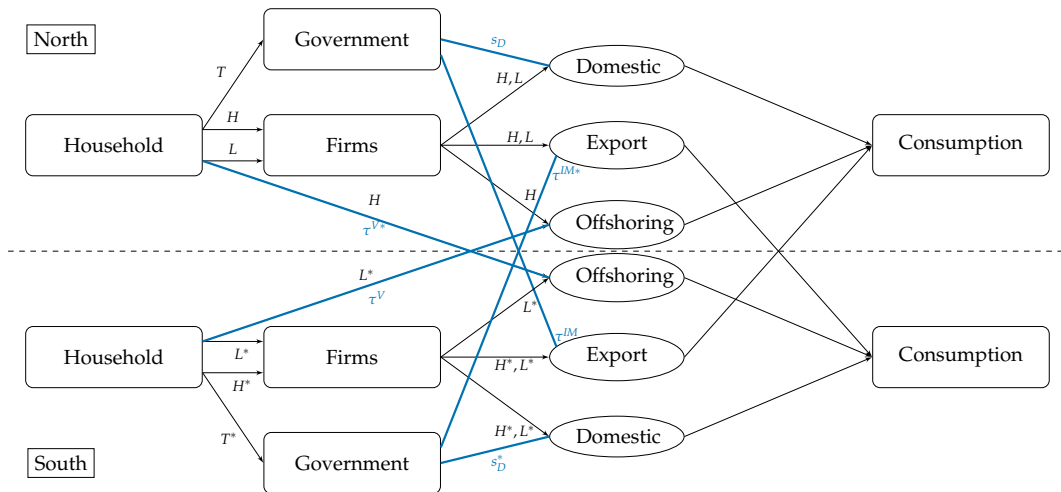 North
Government
s_D
Domestic
T
H, L
H
Household
L
Firms
H, L
Export
Consumption
τ^{IM*}
H
H
τ^{V*}
Offshoring
L*
τ^V
Offshoring
L*
τ^{IM}
Household
L*
H*
Firms
H*, L*
Export
Consumption
T*
H*, L*
Domestic
South
Government
s*_D